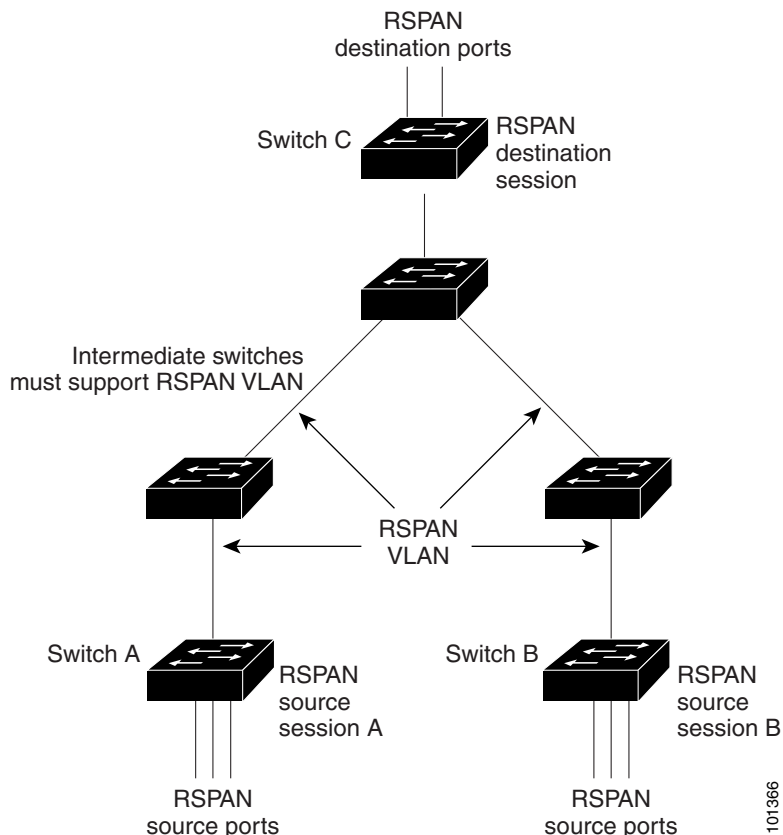 RSPAN
destination ports
Switch C
RSPAN
destination
session
Intermediate switches
must support RSPAN VLAN
RSPAN
VLAN
Switch A
RSPAN
source
session A
Switch B
RSPAN
source
session B
RSPAN
source ports
RSPAN
source ports
101366